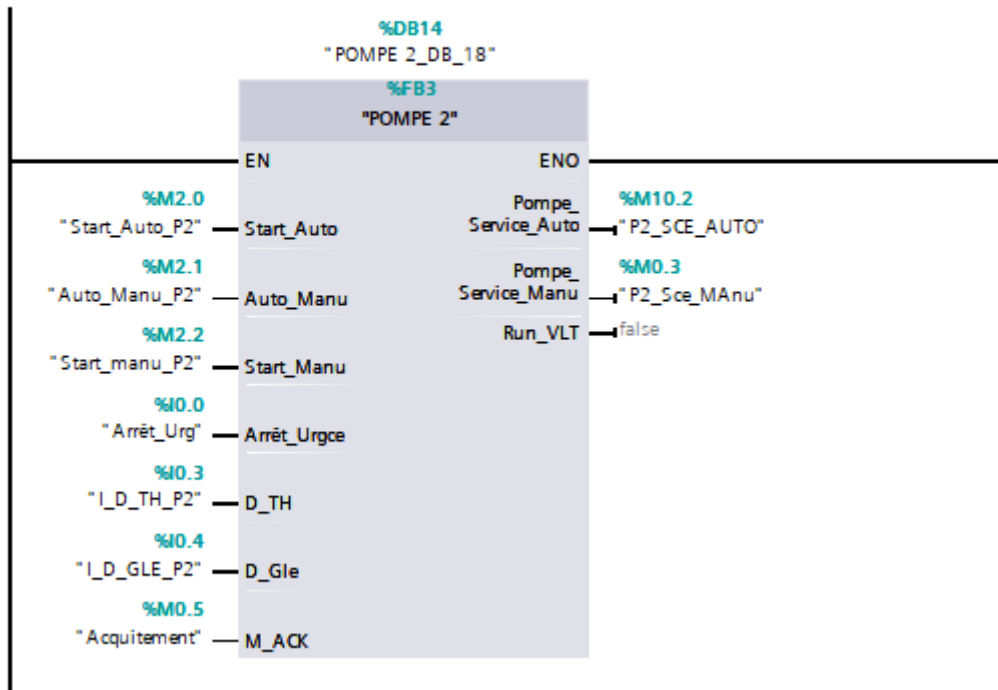 %DB14
"POMPE 2_DB_18"
%FB3
"POMPE 2"
EN
ENO
%M2.0
"Start_Auto_P2"
Start_Auto
Pompe_
Service_Auto
%M10.2
"P2_SCE_AUTO"
%M2.1
"Auto_Manu_P2"
Auto_Manu
Pompe_
Service_Manu
%M0.3
"P2_Sce_MAnu"
%M2.2
"Start_manu_P2"
Start_Manu
Run_VLT
false
%I0.0
"Arrêt_Urg"
Arrêt_Urgce
%I0.3
"I_D_TH_P2"
D_TH
%I0.4
"I_D_GLE_P2"
D_Gle
%M0.5
"Acquitement"
M_ACK